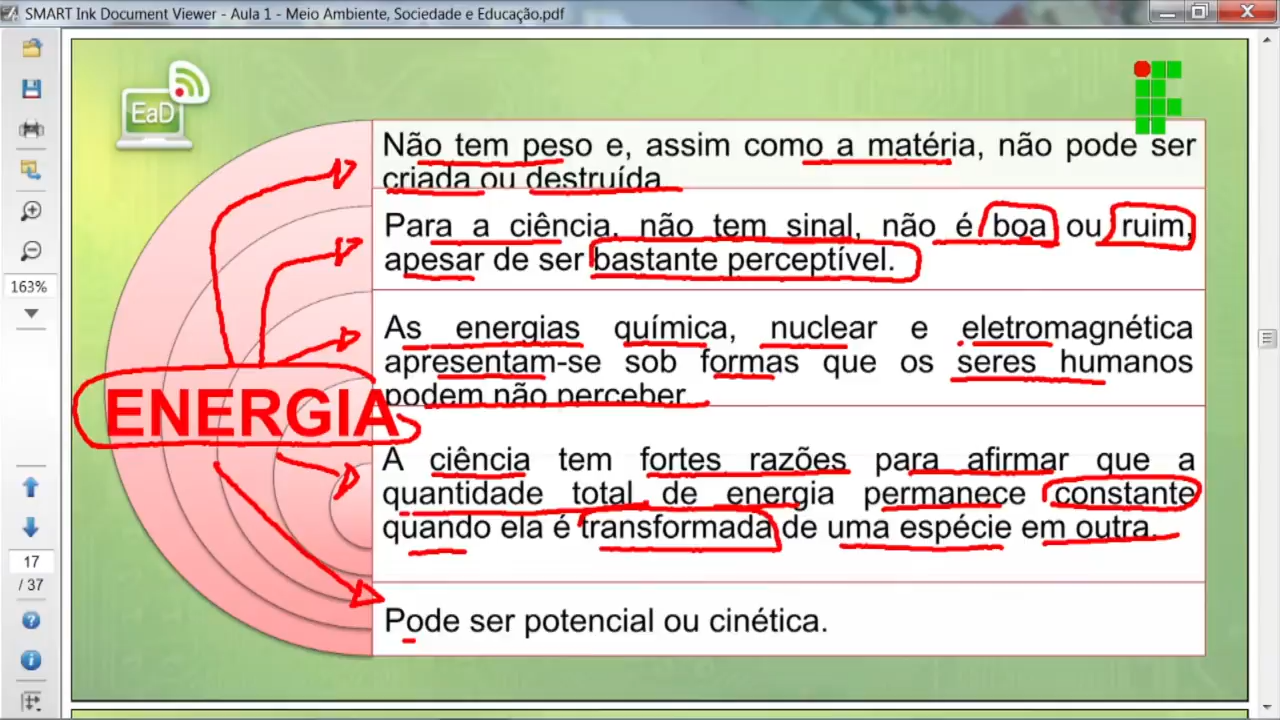 SMART Ink Document Viewer - Aula 1 - Meio Ambiente, Sociedade e Educação.pdf
EaD
163%
17
/ 37
ENERGIA
Não tem peso e, assim como a matéria, não pode ser
criada ou destruída
Para a ciência, não tem sinal, não é boa ou ruim,
apesar de ser bastante perceptível.
As energias química, nuclear e eletromagnética
apresentam-se sob formas que os seres humanos
podem não perceber.
A ciência tem fortes razões para afirmar que a
quantidade total de energia permanece constante
quando ela é transformada de uma espécie em outra.
Pode ser potencial ou cinética.